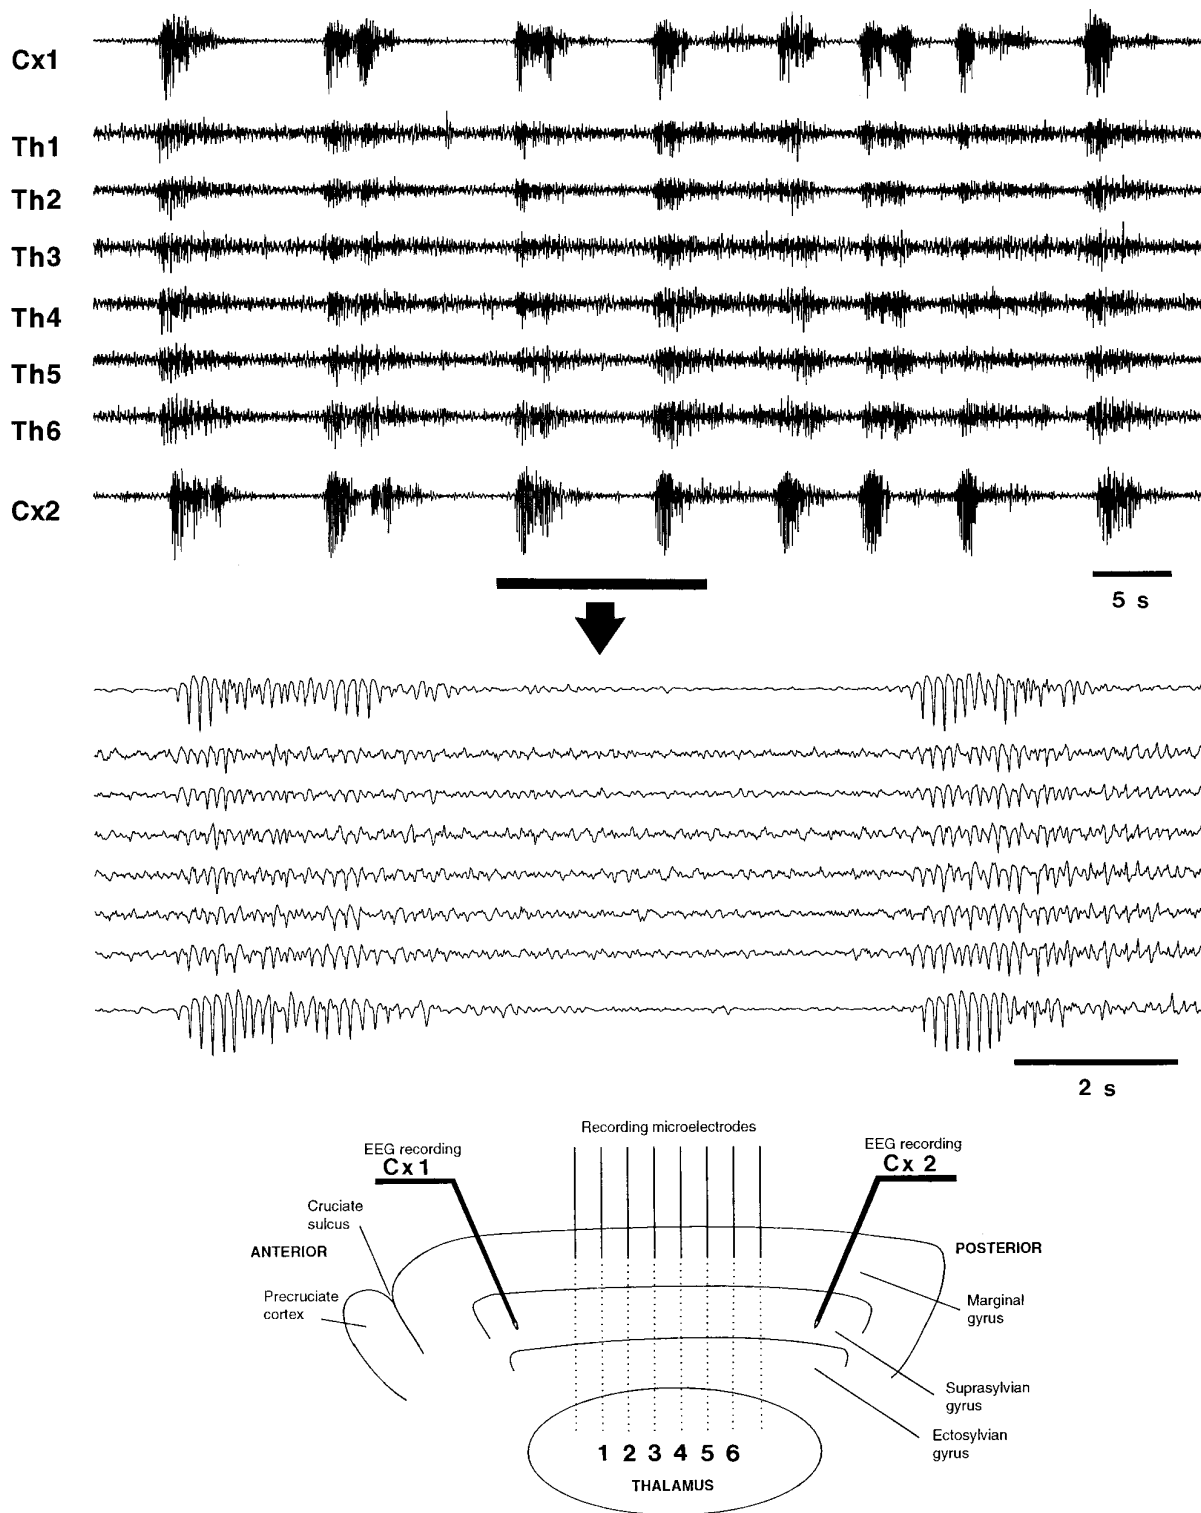 Cx1
Th1
Th2
Th3
Th4
Th5
Th6
Cx2
5 s
2 s
Recording microelectrodes
EEG recording
Cx 1
EEG recording
Cx 2
Cruciate
sulcus
ANTERIOR
POSTERIOR
Precruciate
cortex
Marginal
gyrus
Suprasylvian
gyrus
Ectosylvian
gyrus
1 2 3 4 5 6
THALAMUS